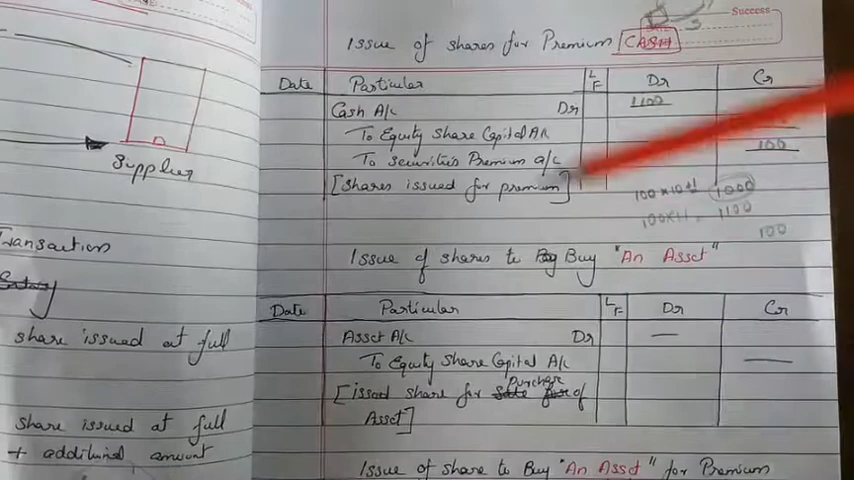 Supplier
Transaction
share issued at full
share issued at full
+ additional amount
Success
Issue of shares for Premium [CASH]
Date Particular L F Dr Cr
Cash A/c Dr 1100
To Equity Share Capital A/c
To securities Premium a/c 100
[Shares issued for premium]
100×10 1000
100×11 1100
100
Issue of shares to Buy "An Asset"
Date Particular L F Dr Cr
Asset A/c Dr —
To Equity Share Capital A/c —
[issued share for Purchase of
Asset]
Issue of share to Buy "An Asset" for Premium